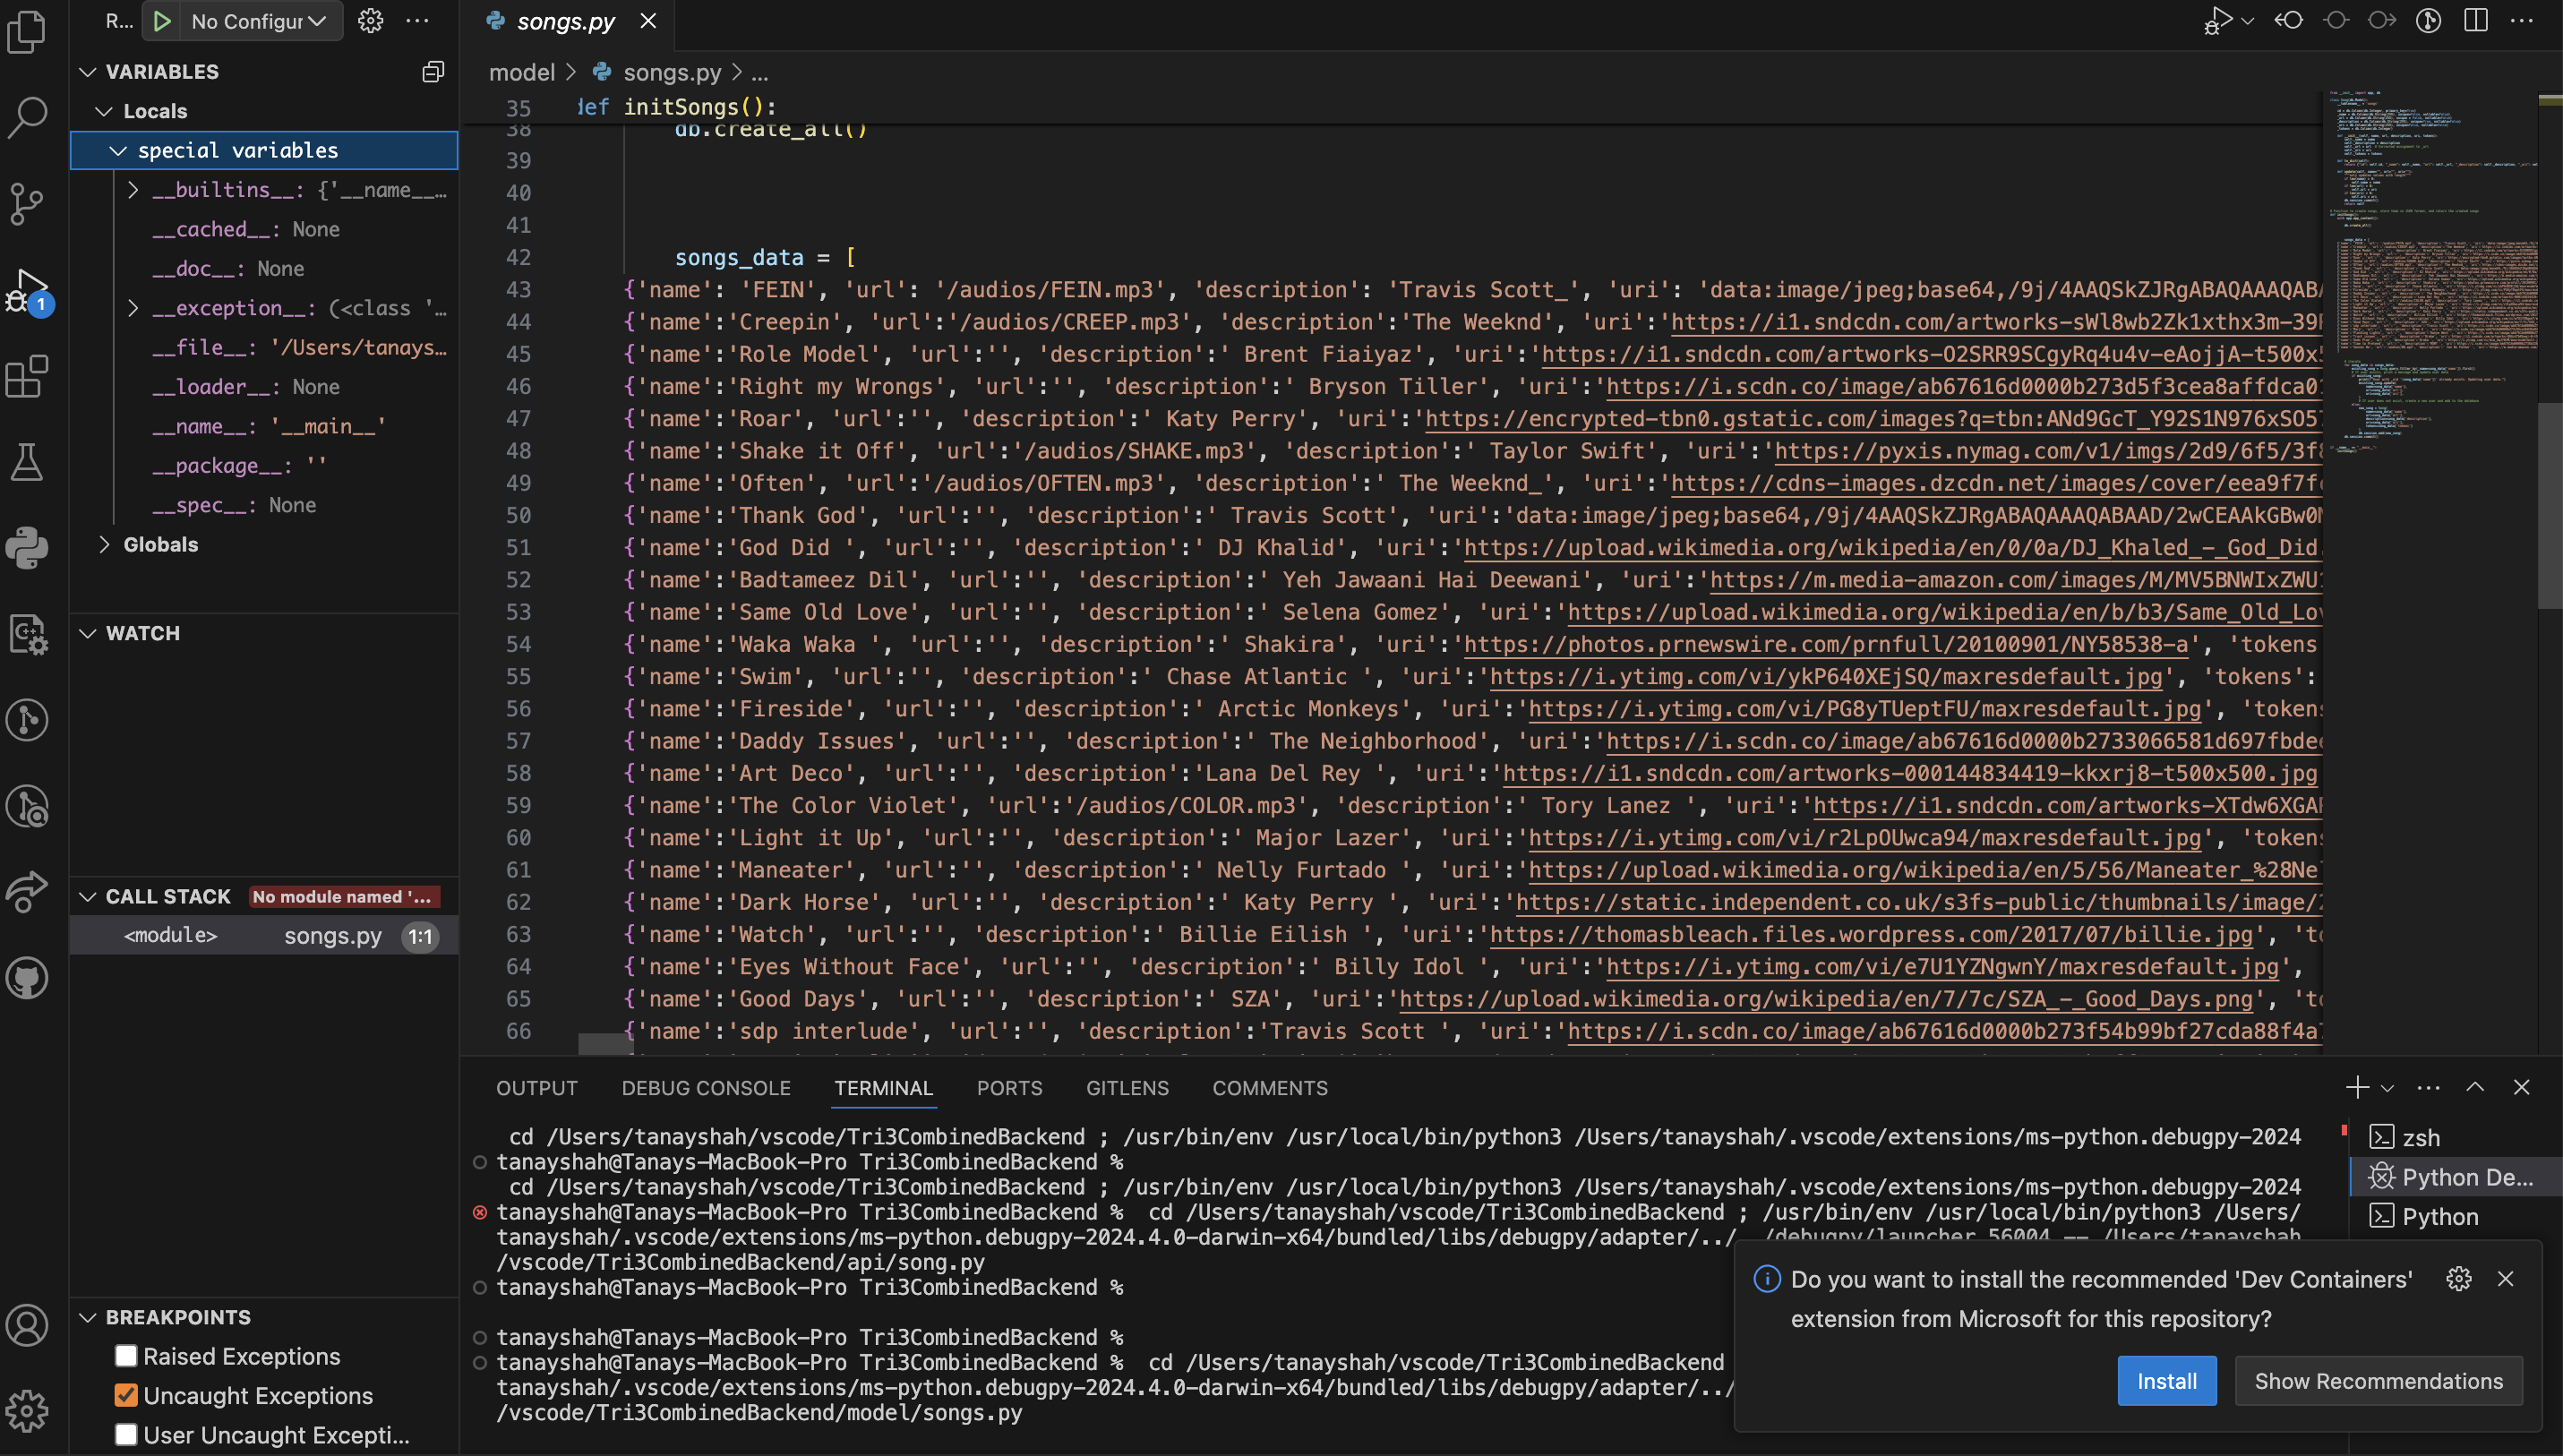 R...
No Configur
VARIABLES
Locals
special variables
__builtins__: {'__name__...
__cached__: None
__doc__: None
__exception__: (<class '...
__file__: '/Users/tanays...
__loader__: None
__name__: '__main__'
__package__: ''
__spec__: None
Globals
WATCH
CALL STACK No module named '...
<module> songs.py 1:1
BREAKPOINTS
Raised Exceptions
Uncaught Exceptions
User Uncaught Excepti...
1
songs.py
model > songs.py > ...
35 def initSongs():
38 db.create_all()
39
40
41
42 songs_data = [
43 {'name': 'FEIN', 'url': '/audios/FEIN.mp3', 'description': 'Travis Scott_', 'uri': 'data:image/jpeg;base64,/9j/4AAQSkZJRgABAQAAAQABA
44 {'name':'Creepin', 'url':'/audios/CREEP.mp3', 'description':'The Weeknd', 'uri':'https://i1.sndcdn.com/artworks-sWl8wb2Zk1xthx3m-39
45 {'name':'Role Model', 'url':'', 'description':' Brent Fiaiyaz', 'uri':'https://i1.sndcdn.com/artworks-O2SRR9SCgyRq4u4v-eAojjA-t500x5
46 {'name':'Right my Wrongs', 'url':'', 'description':' Bryson Tiller', 'uri':'https://i.scdn.co/image/ab67616d0000b273d5f3cea8affdca01
47 {'name':'Roar', 'url':'', 'description':' Katy Perry', 'uri':'https://encrypted-tbn0.gstatic.com/images?q=tbn:ANd9GcT_Y92S1N976xSO57
48 {'name':'Shake it Off', 'url':'/audios/SHAKE.mp3', 'description':' Taylor Swift', 'uri':'https://pyxis.nymag.com/v1/imgs/2d9/6f5/3f8
49 {'name':'Often', 'url':'/audios/OFTEN.mp3', 'description':' The Weeknd_', 'uri':'https://cdns-images.dzcdn.net/images/cover/eea9f7f
50 {'name':'Thank God', 'url':'', 'description':' Travis Scott', 'uri':'data:image/jpeg;base64,/9j/4AAQSkZJRgABAQAAAQABAAD/2wCEAAkGBw0
51 {'name':'God Did ', 'url':'', 'description':' DJ Khalid', 'uri':'https://upload.wikimedia.org/wikipedia/en/0/0a/DJ_Khaled_-_God_Did.
52 {'name':'Badtameez Dil', 'url':'', 'description':' Yeh Jawaani Hai Deewani', 'uri':'https://m.media-amazon.com/images/M/MV5BNWIxZWU
53 {'name':'Same Old Love', 'url':'', 'description':' Selena Gomez', 'uri':'https://upload.wikimedia.org/wikipedia/en/b/b3/Same_Old_Lov
54 {'name':'Waka Waka ', 'url':'', 'description':' Shakira', 'uri':'https://photos.prnewswire.com/prnfull/20100901/NY58538-a', 'tokens
55 {'name':'Swim', 'url':'', 'description':' Chase Atlantic ', 'uri':'https://i.ytimg.com/vi/ykP640XEjSQ/maxresdefault.jpg', 'tokens':
56 {'name':'Fireside', 'url':'', 'description':' Arctic Monkeys', 'uri':'https://i.ytimg.com/vi/PG8yTUeptFU/maxresdefault.jpg', 'tokens
57 {'name':'Daddy Issues', 'url':'', 'description':' The Neighborhood', 'uri':'https://i.scdn.co/image/ab67616d0000b2733066581d697fbdee
58 {'name':'Art Deco', 'url':'', 'description':'Lana Del Rey ', 'uri':'https://i1.sndcdn.com/artworks-000144834419-kkxrj8-t500x500.jpg
59 {'name':'The Color Violet', 'url':'/audios/COLOR.mp3', 'description':' Tory Lanez ', 'uri':'https://i1.sndcdn.com/artworks-XTdw6XGA
60 {'name':'Light it Up', 'url':'', 'description':' Major Lazer', 'uri':'https://i.ytimg.com/vi/r2LpOUwca94/maxresdefault.jpg', 'tokens
61 {'name':'Maneater', 'url':'', 'description':' Nelly Furtado ', 'uri':'https://upload.wikimedia.org/wikipedia/en/5/56/Maneater_%28Ne
62 {'name':'Dark Horse', 'url':'', 'description':' Katy Perry ', 'uri':'https://static.independent.co.uk/s3fs-public/thumbnails/image/2
63 {'name':'Watch', 'url':'', 'description':' Billie Eilish ', 'uri':'https://thomasbleach.files.wordpress.com/2017/07/billie.jpg', 'to
64 {'name':'Eyes Without Face', 'url':'', 'description':' Billy Idol ', 'uri':'https://i.ytimg.com/vi/e7U1YZNgwnY/maxresdefault.jpg',
65 {'name':'Good Days', 'url':'', 'description':' SZA', 'uri':'https://upload.wikimedia.org/wikipedia/en/7/7c/SZA_-_Good_Days.png', 'to
66 {'name':'sdp interlude', 'url':'', 'description':'Travis Scott ', 'uri':'https://i.scdn.co/image/ab67616d0000b273f54b99bf27cda88f4a
OUTPUT DEBUG CONSOLE TERMINAL PORTS GITLENS COMMENTS
cd /Users/tanayshah/vscode/Tri3CombinedBackend ; /usr/bin/env /usr/local/bin/python3 /Users/tanayshah/.vscode/extensions/ms-python.debugpy-2024
tanayshah@Tanays-MacBook-Pro Tri3CombinedBackend %
cd /Users/tanayshah/vscode/Tri3CombinedBackend ; /usr/bin/env /usr/local/bin/python3 /Users/tanayshah/.vscode/extensions/ms-python.debugpy-2024
tanayshah@Tanays-MacBook-Pro Tri3CombinedBackend % cd /Users/tanayshah/vscode/Tri3CombinedBackend ; /usr/bin/env /usr/local/bin/python3 /Users/
tanayshah/.vscode/extensions/ms-python.debugpy-2024.4.0-darwin-x64/bundled/libs/debugpy/adapter/../../debugpy/launcher 56004 -- /Users/tanayshah
/vscode/Tri3CombinedBackend/api/song.py
tanayshah@Tanays-MacBook-Pro Tri3CombinedBackend %
tanayshah@Tanays-MacBook-Pro Tri3CombinedBackend %
tanayshah@Tanays-MacBook-Pro Tri3CombinedBackend % cd /Users/tanayshah/vscode/Tri3CombinedBackend
tanayshah/.vscode/extensions/ms-python.debugpy-2024.4.0-darwin-x64/bundled/libs/debugpy/adapter/../
/vscode/Tri3CombinedBackend/model/songs.py
zsh
Python De...
Python
Do you want to install the recommended 'Dev Containers'
extension from Microsoft for this repository?
Install
Show Recommendations